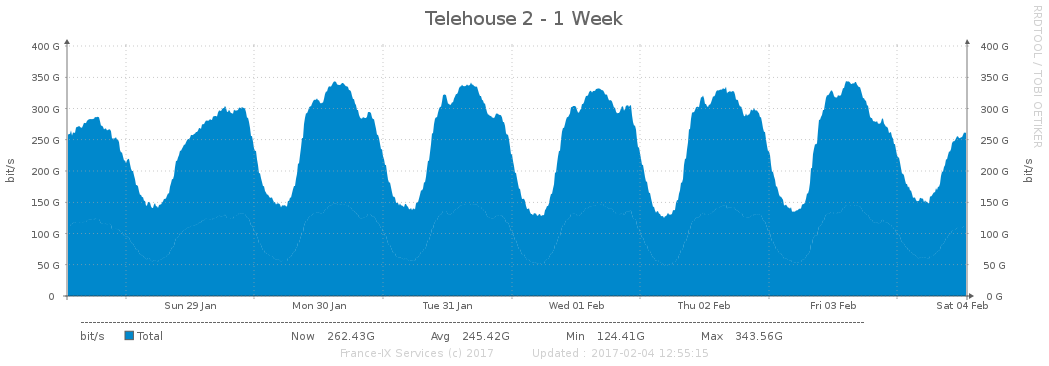 Telehouse 2 - 1 Week
RRDTOOL / TOBI OETIKER
400 G 400 G
350 G 350 G
300 G 300 G
250 G 250 G
200 G 200 G
150 G 150 G
100 G 100 G
50 G 50 G
0 0 G
bit/s
bit/s
Sun 29 Jan Mon 30 Jan Tue 31 Jan Wed 01 Feb Thu 02 Feb Fri 03 Feb Sat 04 Feb
bit/s Total Now 262.43G Avg 245.42G Min 124.41G Max 343.56G
France-IX Services (c) 2017 Updated : 2017-02-04 12:55:15